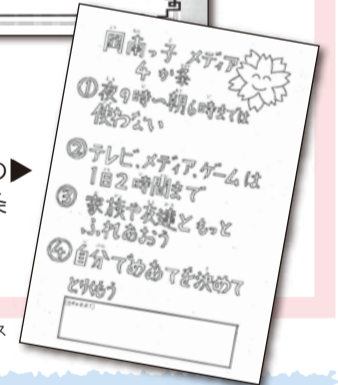 岡南っ子 メディア
4か条
①夜9時〜朝6時までは
使わない
②テレビ、メディア、ゲームは
1日2時間まで
③家族や友達ともっと
ふれあおう
④自分でめあてを決めて
とりくもう
の▶
ス